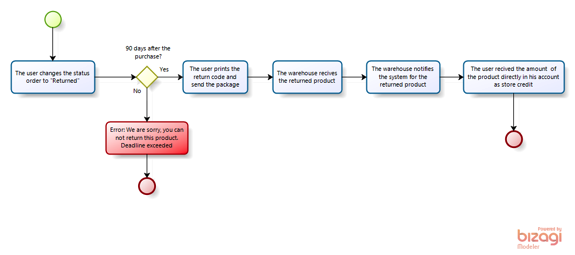 90 days after the
purchase?
The user changes the status
order to "Returned"
Yes
No
The user prints the
return code and
send the package
The warehouse recives
the returned product
The warehouse notifies
the system for the
returned product
The user recived the amount of
the product directly in his account
as store credit
Error! We are sorry, you can
not return this product.
Deadline exceeded
Powered by
bizagi
Modeler